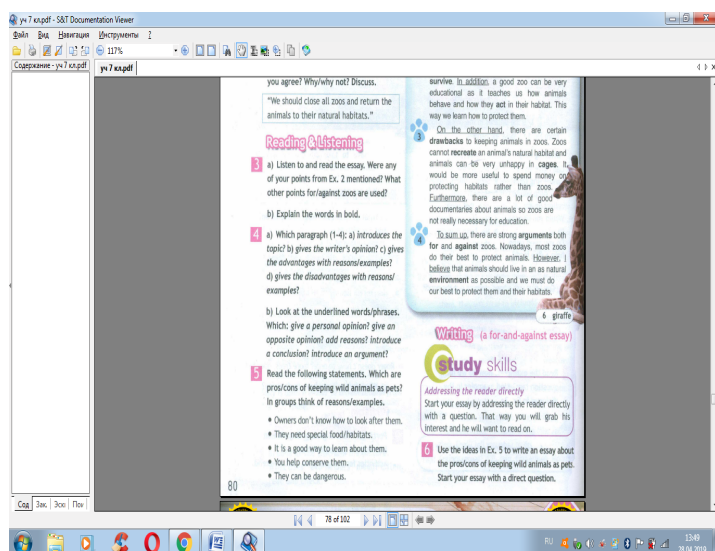 уч 7 кл.pdf - S&T Documentation Viewer
Файл Вид Навигация Инструменты ?
117%
Содержание - уч 7 кл.pdf
уч 7 кл.pdf
you agree? Why/why not? Discuss.
"We should close all zoos and return the
animals to their natural habitats."
Reading & Listening
3 a) Listen to and read the essay. Were any
of your points from Ex. 2 mentioned? What
other points for/against zoos are used?
b) Explain the words in bold.
4 a) Which paragraph (1-4): a) introduces the
topic? b) gives the writer's opinion? c) gives
the advantages with reasons/examples?
d) gives the disadvantages with reasons/
examples?
b) Look at the underlined words/phrases.
Which: give a personal opinion? give an
opposite opinion? add reasons? introduce
a conclusion? introduce an argument?
5 Read the following statements. Which are
pros/cons of keeping wild animals as pets?
In groups think of reasons/examples.
• Owners don't know how to look after them.
• They need special food/habitats.
• It is a good way to learn about them.
• You help conserve them.
• They can be dangerous.
80
survive. In addition, a good zoo can be very
educational as it teaches us how animals
behave and how they act in their habitat. This
way we learn how to protect them.
3 On the other hand, there are certain
drawbacks to keeping animals in zoos. Zoos
cannot recreate an animal's natural habitat and
animals can be very unhappy in cages. It
would be more useful to spend money on
protecting habitats rather than zoos.
Furthermore, there are a lot of good
documentaries about animals so zoos are
not really necessary for education.
4 To sum up, there are strong arguments both
for and against zoos. Nowadays, most zoos
do their best to protect animals. However, I
believe that animals should live in an as natural
environment as possible and we must do
our best to protect them and their habitats.
6 giraffe
Writing (a for-and-against essay)
study skills
Addressing the reader directly
Start your essay by addressing the reader directly
with a question. That way you will grab his
interest and he will want to read on.
6 Use the ideas in Ex. 5 to write an essay about
the pros/cons of keeping wild animals as pets.
Start your essay with a direct question.
Сод Зак. Эск Пои
78 of 102
RU
13:49
28.04.2019